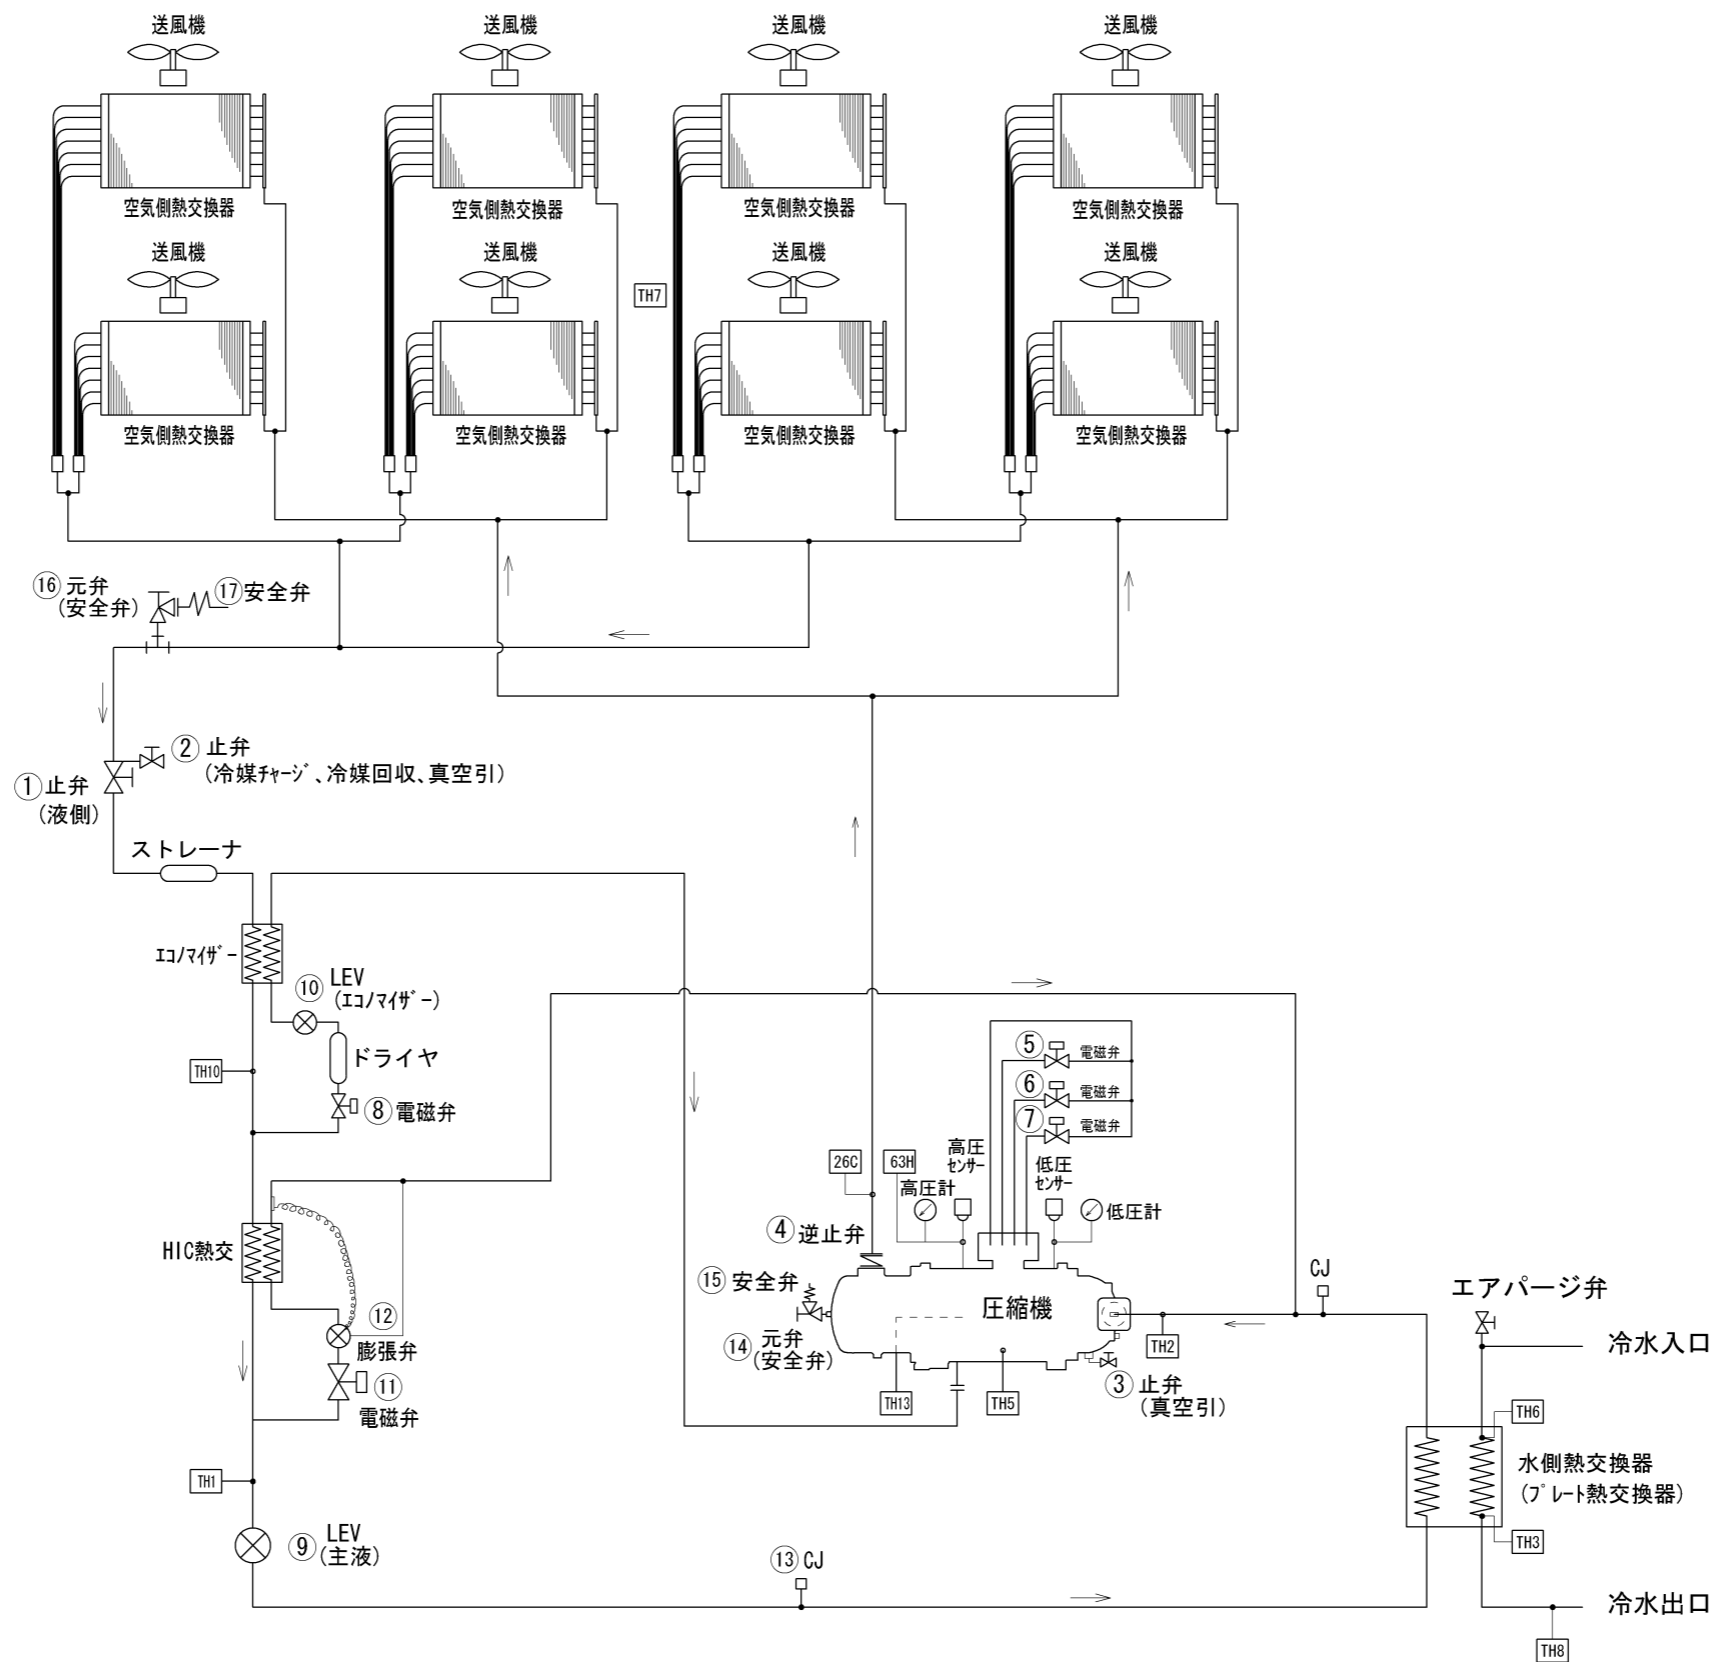 送風機
送風機
送風機
送風機
空気側熱交換器
空気側熱交換器
空気側熱交換器
空気側熱交換器
送風機
送風機
送風機
送風機
TH7
空気側熱交換器
空気側熱交換器
空気側熱交換器
空気側熱交換器
⑯ 元弁
(安全弁)
⑰ 安全弁
② 止弁
(冷媒ﾁｬｰｼﾞ、冷媒回収、真空引)
① 止弁
(液側)
ストレーナ
ｴｺﾉﾏｲｻﾞｰ
⑩ LEV
(ｴｺﾉﾏｲｻﾞｰ)
ドライヤ
TH10
⑧ 電磁弁
⑤ 電磁弁
⑥ 電磁弁
⑦ 電磁弁
26C
63H
高圧
ｾﾝｻｰ
低圧
ｾﾝｻｰ
高圧計
低圧計
④ 逆止弁
HIC熱交
⑮ 安全弁
圧縮機
CJ
エアパージ弁
⑫
膨張弁
⑭ 元弁
(安全弁)
TH2
冷水入口
⑪
電磁弁
TH13
TH5
③ 止弁
(真空引)
TH6
TH1
水側熱交換器
(ﾌﾟﾚｰﾄ熱交換器)
⑨ LEV
(主液)
TH3
⑬ CJ
冷水出口
TH8